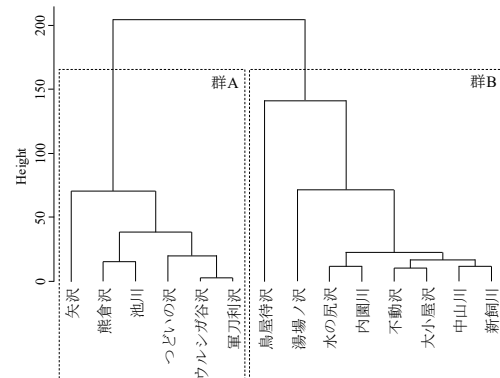 200
150
100
50
0
Height
群A
群B
矢沢
熊倉沢
池川
つどいの沢
ウルシガ谷沢
軍刀利沢
鳥屋待沢
湯場ノ沢
水の尻沢
内園川
不動沢
大小屋沢
中山川
新飼川